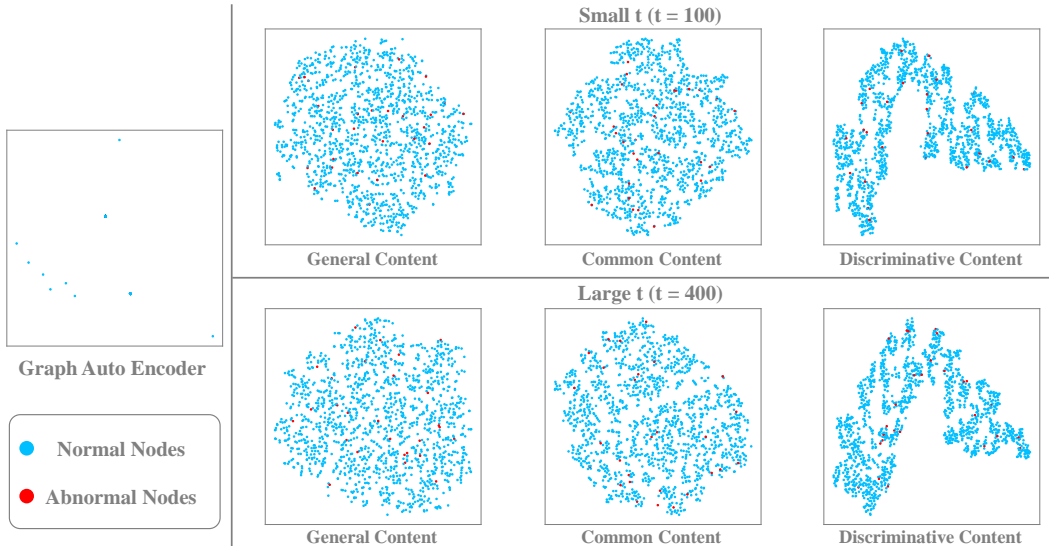 Small t (t = 100)
General Content
Common Content
Discriminative Content
Graph Auto Encoder
Normal Nodes
Abnormal Nodes
Large t (t = 400)
General Content
Common Content
Discriminative Content